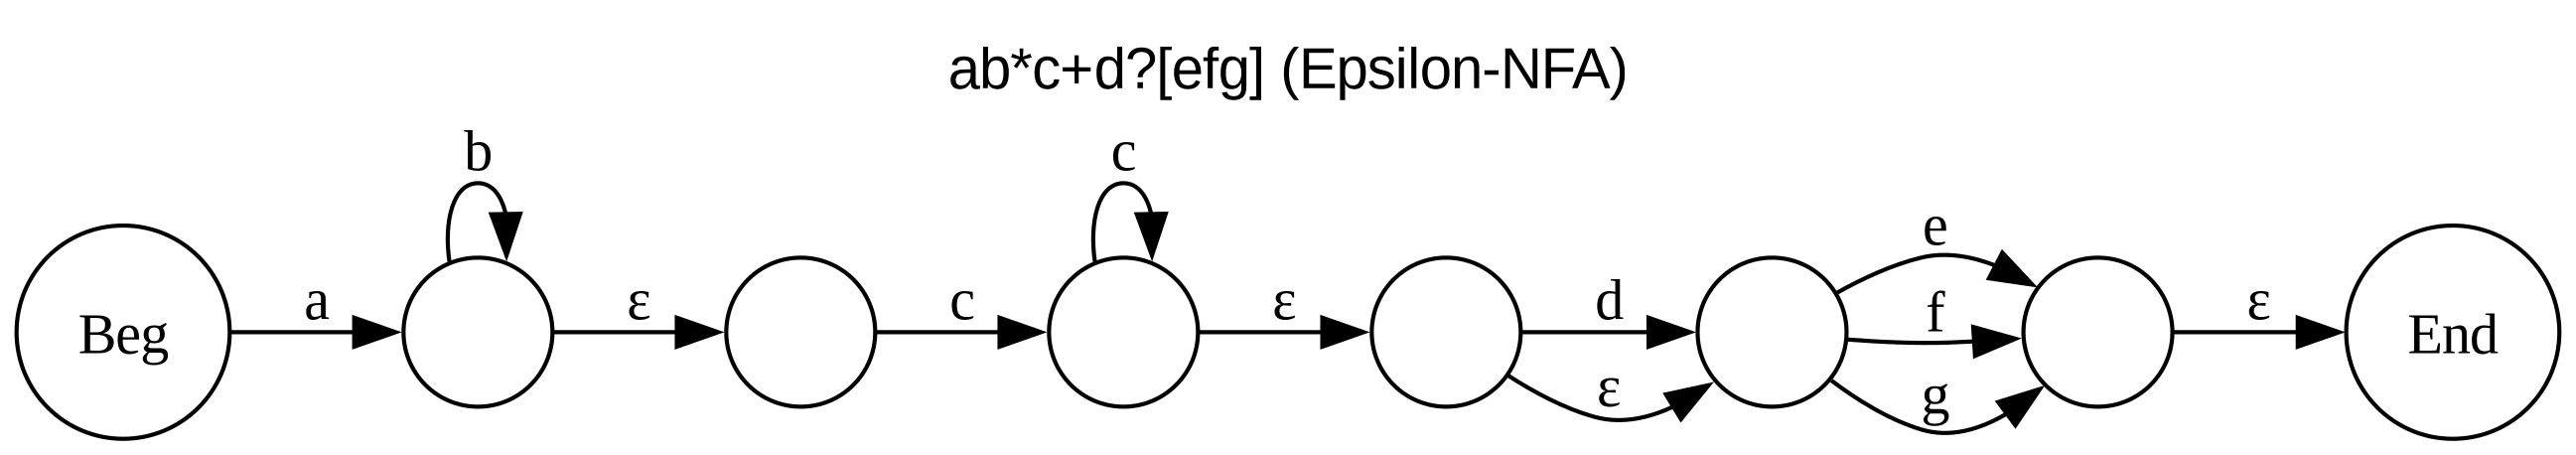 ab*c+d?[efg] (Epsilon-NFA)
b
c
Beg
a
ε
c
ε
d
ε
e
f
g
ε
End